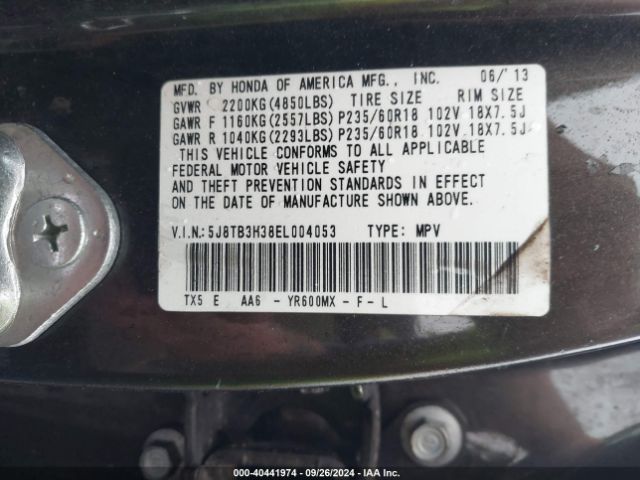 MFD. BY HONDA OF AMERICA MFG., INC. 06/'13
GVWR 2200KG(4850LBS) TIRE SIZE RIM SIZE
GAWR F 1160KG(2557LBS) P235/60R18 102V 18X7.5J
GAWR R 1040KG(2293LBS) P235/60R18 102V 18X7.5J
THIS VEHICLE CONFORMS TO ALL APPLICABLE
FEDERAL MOTOR VEHICLE SAFETY
AND THEFT PREVENTION STANDARDS IN EFFECT
ON THE DATE OF MANUFACTURE SHOWN ABOVE.
V.I.N.:5J8TB3H38EL004053 TYPE: MPV
TX5 E AA6 - YR600MX - F - L
000-40441974 | 09/26/2024 | IAA Inc.